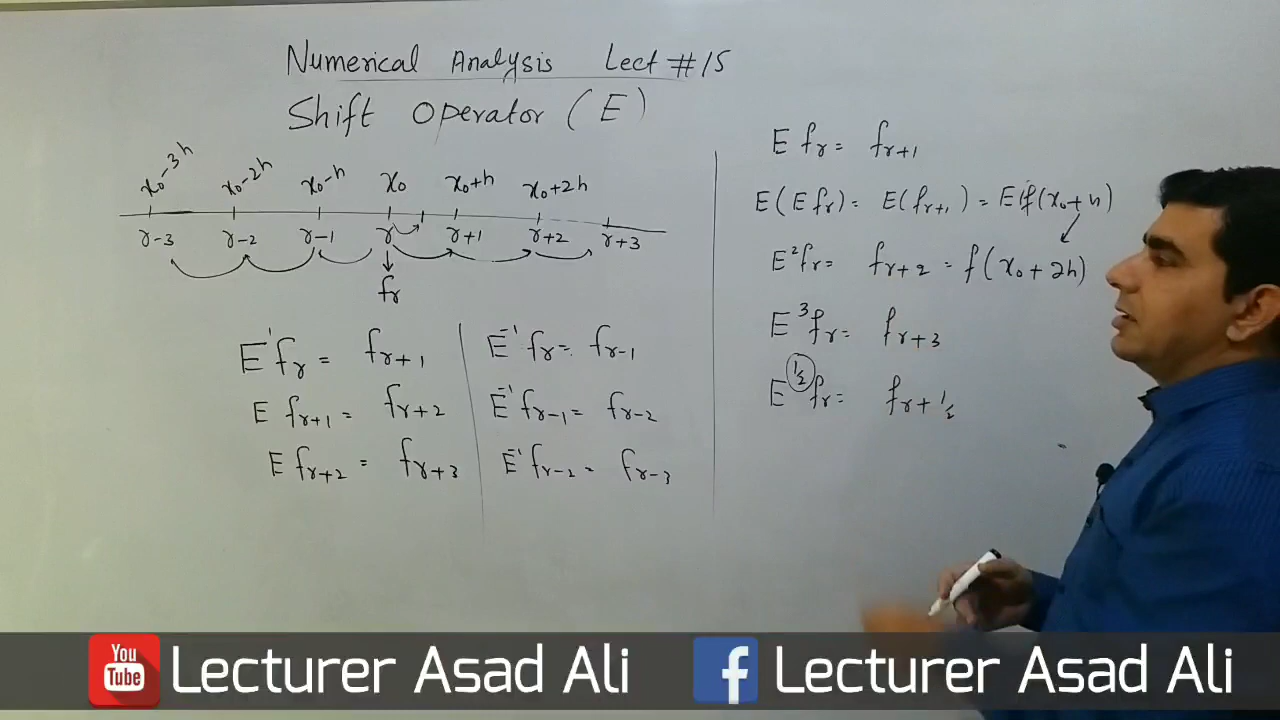 Numerical Analysis Lect #15
Shift Operator (E)
x₀-3h x₀-2h x₀-h x₀ x₀+h x₀+2h
r-3 r-2 r-1 r r+1 r+2 r+3
fᵣ
E¹fᵣ = fᵣ₊₁
E fᵣ₊₁ = fᵣ₊₂
E fᵣ₊₂ = fᵣ₊₃
E⁻¹fᵣ = fᵣ₋₁
E⁻¹fᵣ₋₁ = fᵣ₋₂
E⁻¹fᵣ₋₂ = fᵣ₋₃
E fᵣ = fᵣ₊₁
E(E fᵣ) = E(fᵣ₊₁) = E f(x₀+h)
E²fᵣ = fᵣ₊₂ = f(x₀+2h)
E³fᵣ = fᵣ₊₃
E^½ fᵣ = fᵣ₊½
You Tube Lecturer Asad Ali f Lecturer Asad Ali